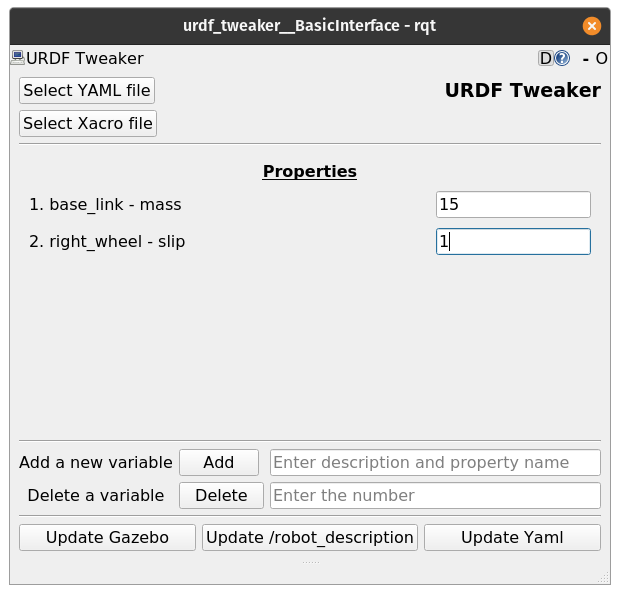 urdf_tweaker__BasicInterface - rqt
URDF Tweaker
D ? - O
Select YAML file
URDF Tweaker
Select Xacro file
Properties
1. base_link - mass 15
2. right_wheel - slip 1
Add a new variable Add Enter description and property name
Delete a variable Delete Enter the number
Update Gazebo Update /robot_description Update Yaml